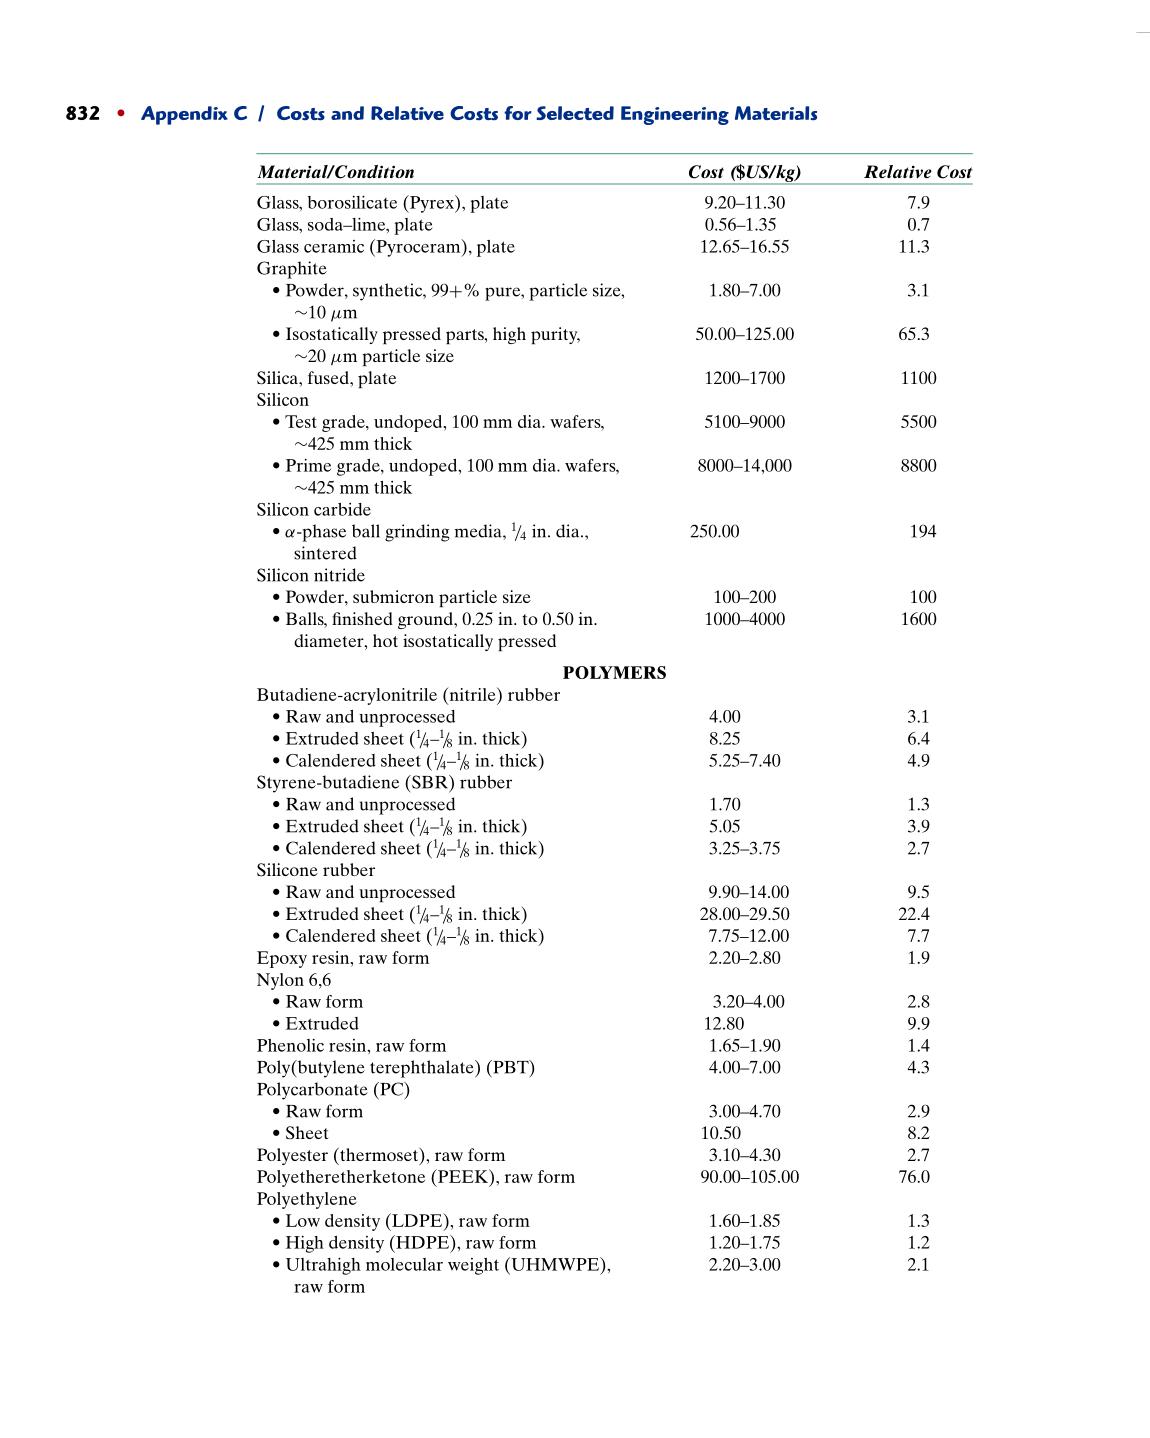 832 • Appendix C / Costs and Relative Costs for Selected Engineering Materials
Material/Condition Cost ($US/kg) Relative Cost
Glass, borosilicate (Pyrex), plate 9.20–11.30 7.9
Glass, soda–lime, plate 0.56–1.35 0.7
Glass ceramic (Pyroceram), plate 12.65–16.55 11.3
Graphite
• Powder, synthetic, 99+% pure, particle size, 1.80–7.00 3.1
~10 μm
• Isostatically pressed parts, high purity, 50.00–125.00 65.3
~20 μm particle size
Silica, fused, plate 1200–1700 1100
Silicon
• Test grade, undoped, 100 mm dia. wafers, 5100–9000 5500
~425 mm thick
• Prime grade, undoped, 100 mm dia. wafers, 8000–14,000 8800
~425 mm thick
Silicon carbide
• α-phase ball grinding media, 1/4 in. dia., 250.00 194
sintered
Silicon nitride
• Powder, submicron particle size 100–200 100
• Balls, finished ground, 0.25 in. to 0.50 in. 1000–4000 1600
diameter, hot isostatically pressed
POLYMERS
Butadiene-acrylonitrile (nitrile) rubber
• Raw and unprocessed 4.00 3.1
• Extruded sheet (1/4–1/8 in. thick) 8.25 6.4
• Calendered sheet (1/4–1/8 in. thick) 5.25–7.40 4.9
Styrene-butadiene (SBR) rubber
• Raw and unprocessed 1.70 1.3
• Extruded sheet (1/4–1/8 in. thick) 5.05 3.9
• Calendered sheet (1/4–1/8 in. thick) 3.25–3.75 2.7
Silicone rubber
• Raw and unprocessed 9.90–14.00 9.5
• Extruded sheet (1/4–1/8 in. thick) 28.00–29.50 22.4
• Calendered sheet (1/4–1/8 in. thick) 7.75–12.00 7.7
Epoxy resin, raw form 2.20–2.80 1.9
Nylon 6,6
• Raw form 3.20–4.00 2.8
• Extruded 12.80 9.9
Phenolic resin, raw form 1.65–1.90 1.4
Poly(butylene terephthalate) (PBT) 4.00–7.00 4.3
Polycarbonate (PC)
• Raw form 3.00–4.70 2.9
• Sheet 10.50 8.2
Polyester (thermoset), raw form 3.10–4.30 2.7
Polyetheretherketone (PEEK), raw form 90.00–105.00 76.0
Polyethylene
• Low density (LDPE), raw form 1.60–1.85 1.3
• High density (HDPE), raw form 1.20–1.75 1.2
• Ultrahigh molecular weight (UHMWPE), 2.20–3.00 2.1
raw form